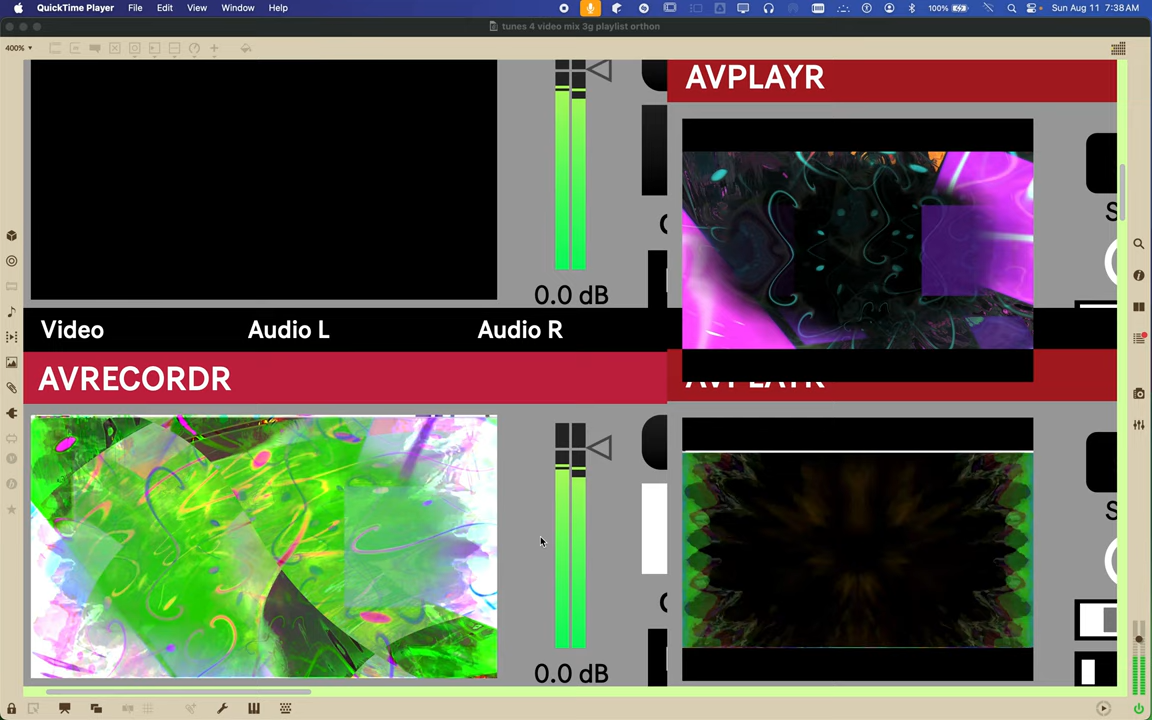 QuickTime Player File Edit View Window Help 100% Sun Aug 11 7:38 AM
tunes 4 video mix 3g playlist orthon
400%
AVPLAYR
S
0.0 dB
Video Audio L Audio R
AVRECORDR
S
0.0 dB